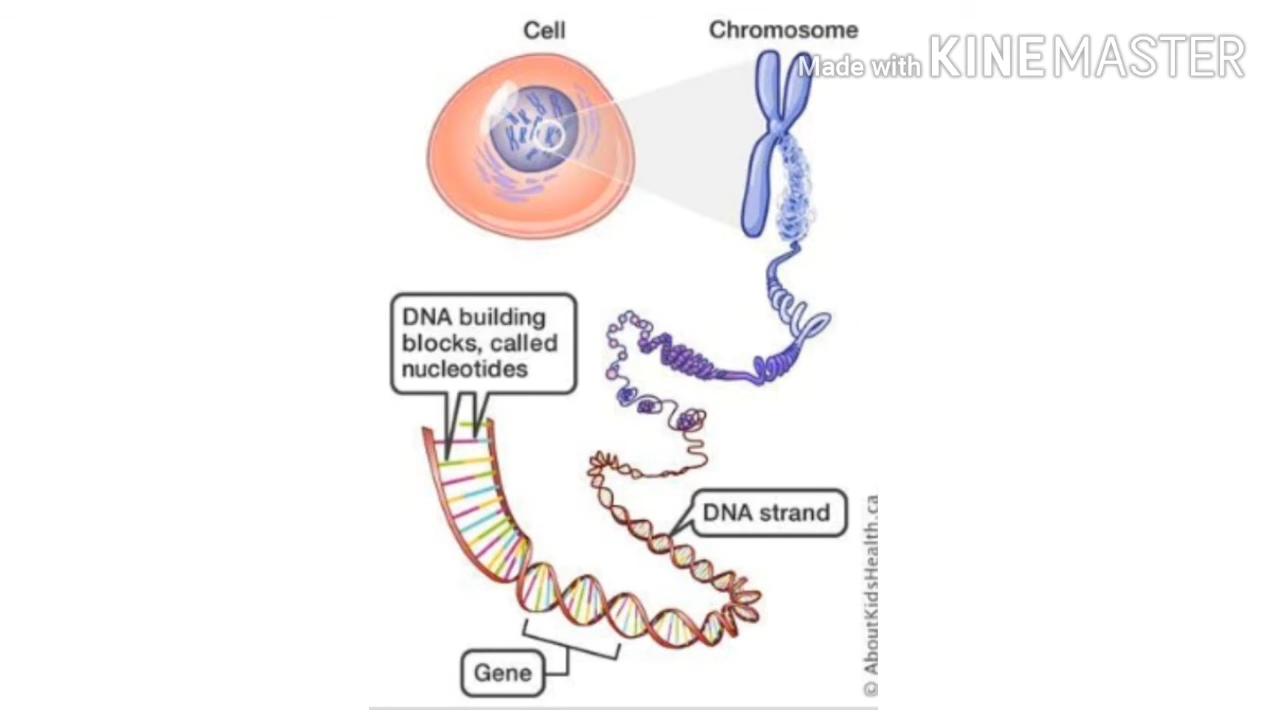 Cell
Chromosome
Made with KINEMASTER
DNA building
blocks, called
nucleotides
DNA strand
Gene
© AboutKidsHealth.ca